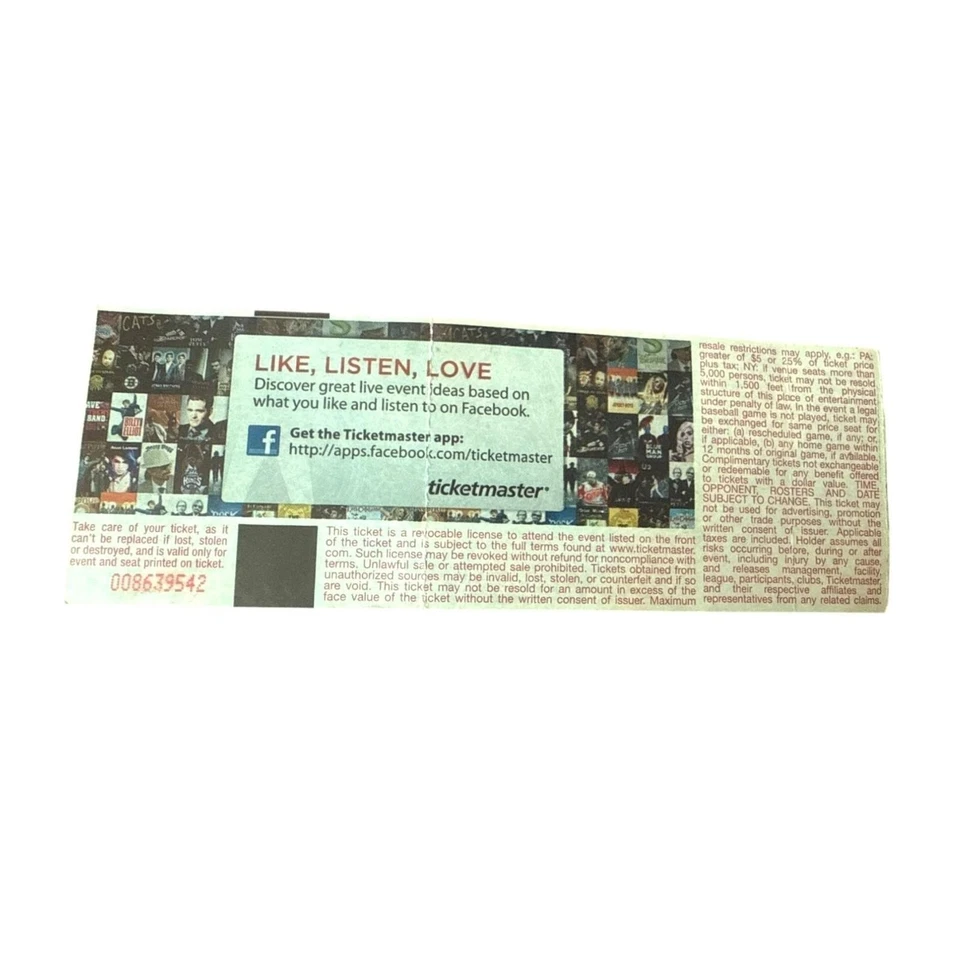 CATS
LIKE, LISTEN, LOVE
Discover great live event ideas based on
what you like and listen to on Facebook.
f
Get the Ticketmaster app:
http://apps.facebook.com/ticketmaster
ticketmaster®
BAND
BILLY
ELLIOT
Take care of your ticket, as it
can't be replaced if lost, stolen
or destroyed, and is valid only for
event and seat printed on ticket.
008639542
This ticket is a revocable license to attend the event listed on the front
of the ticket and is subject to the full terms found at www.ticketmaster.
com. Such license may be revoked without refund for noncompliance with
terms. Unlawful sale or attempted sale prohibited. Tickets obtained from
unauthorized sources may be invalid, lost, stolen, or counterfeit and if so
are void. This ticket may not be resold for an amount in excess of the
face value of the ticket without the written consent of issuer. Maximum
resale restrictions may apply, e.g.: PA:
greater of $5 or 25% of ticket price
plus tax; NY: if venue seats more than
5,000 persons, ticket may not be resold
within 1,500 feet from the physical
structure of this place of entertainment
under penalty of law. In the event a legal
baseball game is not played, ticket may
be exchanged for same price seat for
either: (a) rescheduled game, if any; or,
if applicable, (b) any home game within
12 months of original game, if available.
Complimentary tickets not exchangeable
or redeemable for any benefit offered
to tickets with a dollar value. TIME,
OPPONENT, ROSTERS AND DATE
SUBJECT TO CHANGE. This ticket may
not be used for advertising, promotion
or other trade purposes without the
written consent of issuer. Applicable
taxes are included. Holder assumes all
risks occurring before, during or after
event, including injury by any cause,
and releases management, facility,
league, participants, clubs, Ticketmaster,
and their respective affiliates and
representatives from any related claims.